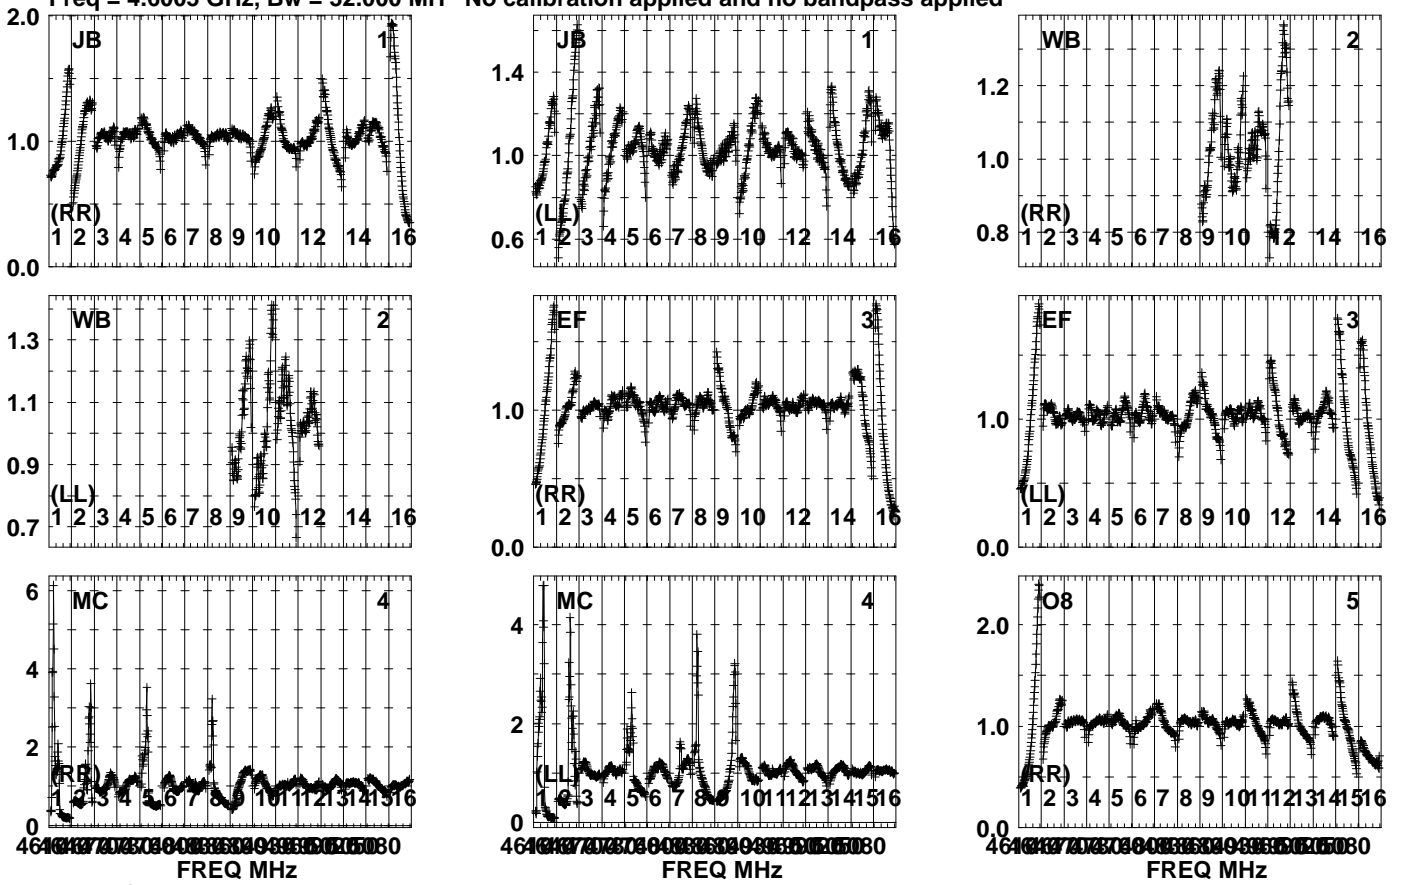 Freq = 4.6005 GHz, Bw = 32.000 MH No calibration applied and no bandpass applied
2.0 1.0 0.0 JB 1 (RR)
1 2 3 4 5 6 7 8 9 10 12 14 16
1.4 1.0 0.6 JB 1 (LL)
1 2 3 4 5 6 7 8 9 10 12 14 16
1.2 1.0 0.8 WB 2 (RR)
1 2 3 4 5 6 7 8 9 10 12 14 16
1.3 1.1 0.9 0.7 WB 2 (LL)
1 2 3 4 5 6 7 8 9 10 12 14 16
1.0 0.0 EF 3 (RR)
1 2 3 4 5 6 7 8 9 10 12 14 16
1.0 0.0 EF 3 (LL)
1 2 3 4 5 6 7 8 9 10 12 14 16
6 4 2 0 MC 4 (RR)
1 2 3 4 5 6 7 8 9 10 11 12 13 14 15 16
4 2 0 MC 4 (LL)
1 2 3 4 5 6 7 8 9 10 11 12 13 14 15 16
2.0 1.0 0.0 O8 5 (RR)
1 2 3 4 5 6 7 8 9 10 11 12 13 14 15 16
FREQ MHz
FREQ MHz
FREQ MHz